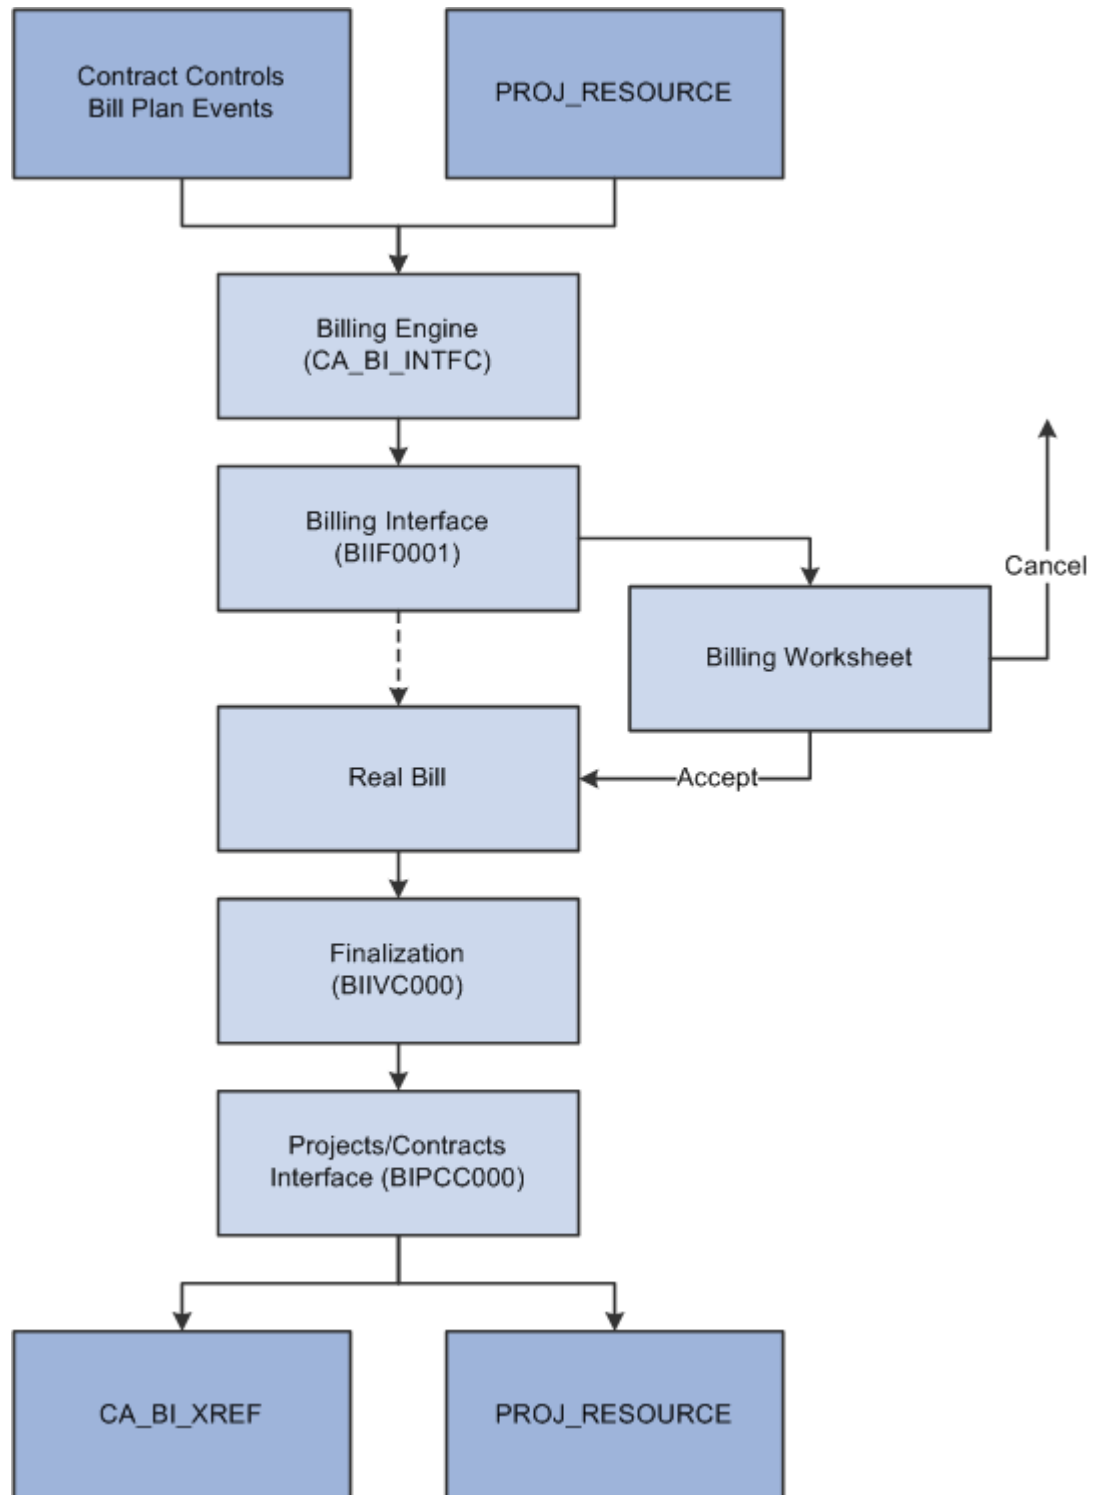 Contract Controls
Bill Plan Events
PROJ_RESOURCE
Billing Engine
(CA_BI_INTFC)
Billing Interface
(BIIF0001)
Cancel
Billing Worksheet
Real Bill
Accept
Finalization
(BIIVC000)
Projects/Contracts
Interface (BIPCC000)
CA_BI_XREF
PROJ_RESOURCE